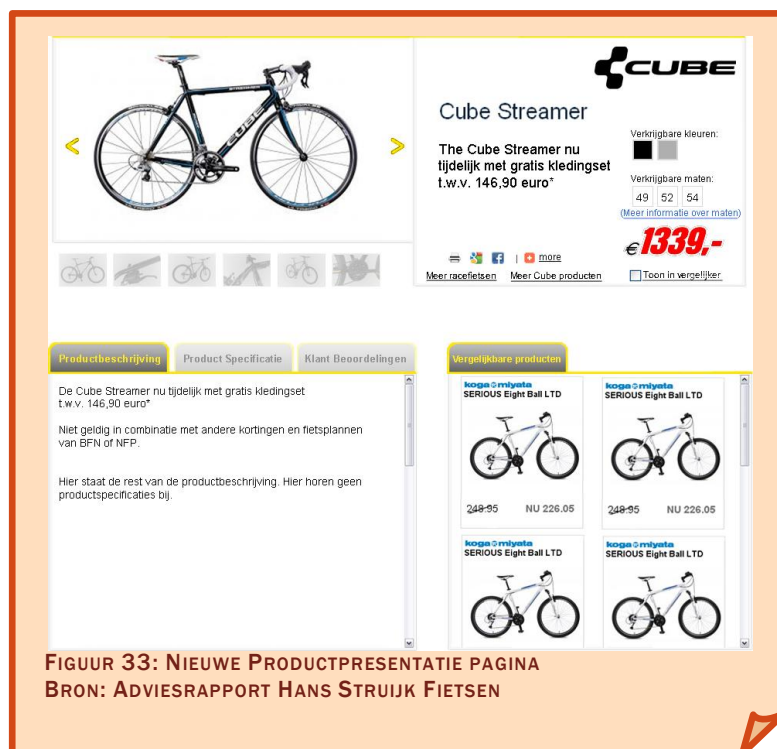 CUBE
Cube Streamer
The Cube Streamer nu
tijdelijk met gratis kledingset
t.w.v. 146,90 euro*
Verkrijgbare kleuren:
Verkrijgbare maten:
49 52 54
(Meer informatie over maten)
€1339,-
| more
Meer racefietsen Meer Cube producten
Toon in vergelijker
STREAMER
CUBE
< >
Productbeschrijving Product Specificatie Klant Beoordelingen
De Cube Streamer nu tijdelijk met gratis kledingset
t.w.v. 146,90 euro*
Niet geldig in combinatie met andere kortingen en fietsplannen
van BFN of NFP.
Hier staat de rest van de productbeschrijving. Hier horen geen
productspecificaties bij.
Vergelijkbare producten
koga miyata
SERIOUS Eight Ball LTD
248.95 NU 226.05
koga miyata
SERIOUS Eight Ball LTD
248.95 NU 226.05
koga miyata
SERIOUS Eight Ball LTD
koga miyata
SERIOUS Eight Ball LTD
FIGUUR 33: NIEUWE PRODUCTPRESENTATIE PAGINA
BRON: ADVIESRAPPORT HANS STRUIJK FIETSEN